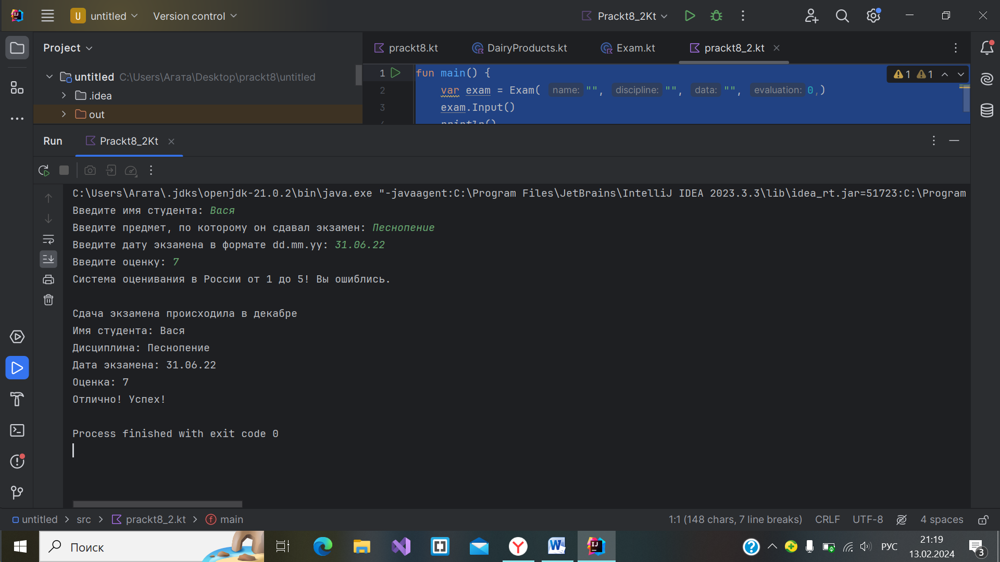 U untitled Version control Prackt8_2Kt
Project
prackt8.kt DairyProducts.kt Exam.kt prackt8_2.kt
untitled C:\Users\Агата\Desktop\prackt8\untitled
.idea
out
1 fun main() {
2 var exam = Exam( name: "", discipline: "", data: "", evaluation: 0,)
3 exam.Input()
4 println()
1 1
Run Prackt8_2Kt
C:\Users\Агата\.jdks\openjdk-21.0.2\bin\java.exe "-javaagent:C:\Program Files\JetBrains\IntelliJ IDEA 2023.3.3\lib\idea_rt.jar=51723:C:\Program
Введите имя студента: Вася
Введите предмет, по которому он сдавал экзамен: Песнопение
Введите дату экзамена в формате dd.mm.yy: 31.06.22
Введите оценку: 7
Система оценивания в России от 1 до 5! Вы ошиблись.
Сдача экзамена происходила в декабре
Имя студента: Вася
Дисциплина: Песнопение
Дата экзамена: 31.06.22
Оценка: 7
Отлично! Успех!
Process finished with exit code 0
untitled > src > prackt8_2.kt > main
1:1 (148 chars, 7 line breaks) CRLF UTF-8 4 spaces
Поиск
РУС
21:19
13.02.2024
3